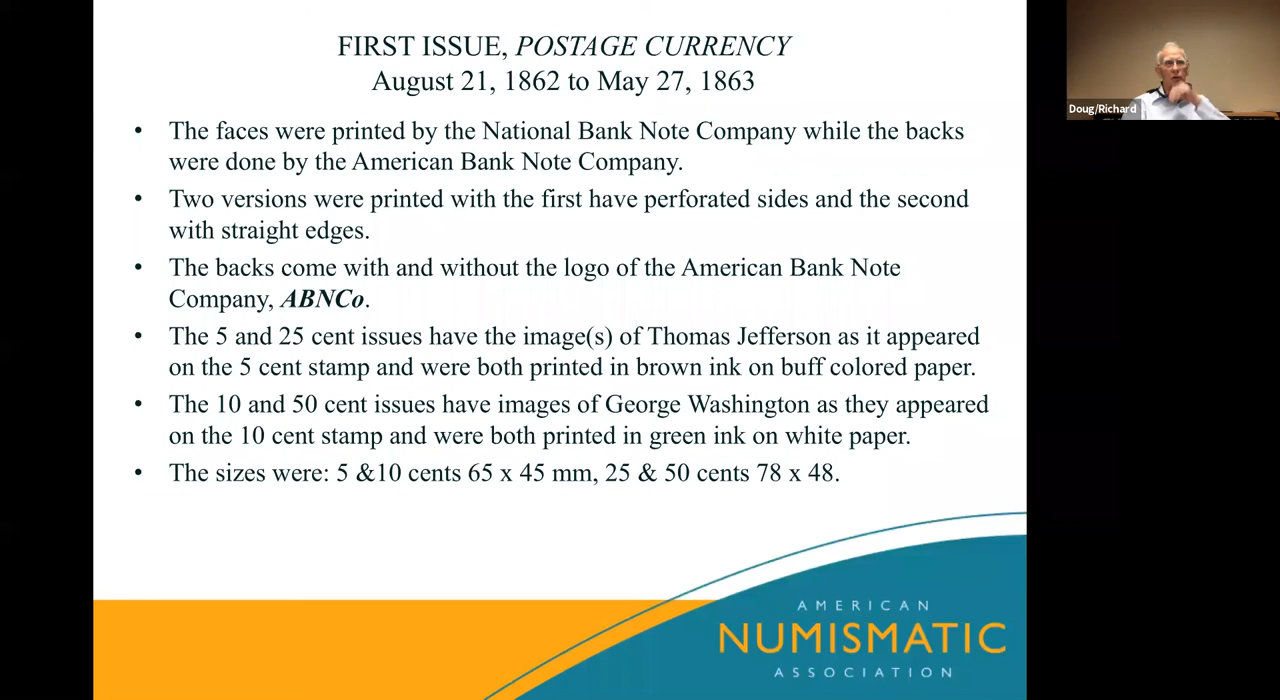 FIRST ISSUE, POSTAGE CURRENCY
August 21, 1862 to May 27, 1863
• The faces were printed by the National Bank Note Company while the backs
were done by the American Bank Note Company.
• Two versions were printed with the first have perforated sides and the second
with straight edges.
• The backs come with and without the logo of the American Bank Note
Company, ABNCo.
• The 5 and 25 cent issues have the image(s) of Thomas Jefferson as it appeared
on the 5 cent stamp and were both printed in brown ink on buff colored paper.
• The 10 and 50 cent issues have images of George Washington as they appeared
on the 10 cent stamp and were both printed in green ink on white paper.
• The sizes were: 5 &10 cents 65 x 45 mm, 25 & 50 cents 78 x 48.
AMERICAN
NUMISMATIC
ASSOCIATION
Doug/Richard